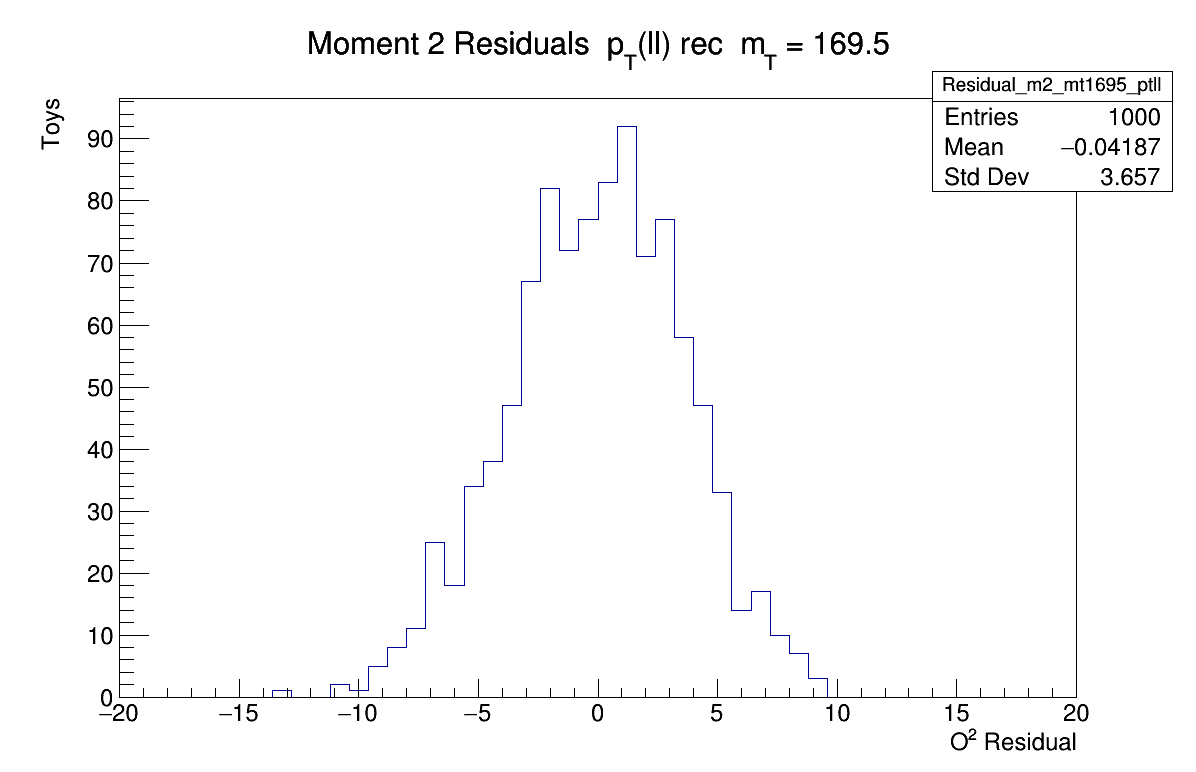 Moment 2 Residuals p_T(ll) rec m_T = 169.5
Residual_m2_mt1695_ptll
Entries 1000
Mean −0.04187
Std Dev 3.657
Toys
90
80
70
60
50
40
30
20
10
0
−20 −15 −10 −5 0 5 10 15 20
O² Residual